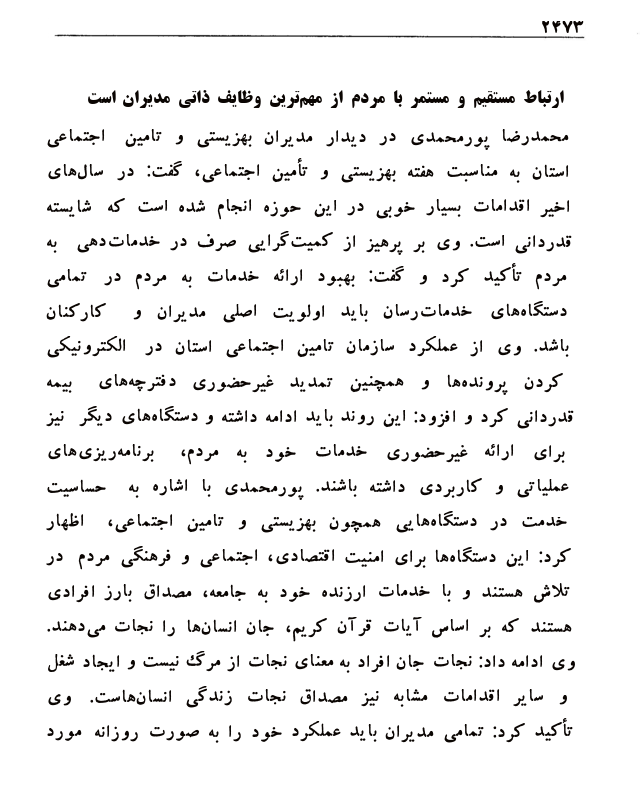 ۲۴۷۳
ارتباط مستقیم و مستمر با مردم از مهم‌ترین وظایف ذاتی مدیران است
محمدرضا پورمحمدی در دیدار مدیران بهزیستی و تامین اجتماعی
استان به مناسبت هفته بهزیستی و تأمین اجتماعی، گفت: در سال‌های
اخیر اقدامات بسیار خوبی در این حوزه انجام شده است که شایسته
قدردانی است. وی بر پرهیز از کمیت‌گرایی صرف در خدمات‌دهی به
مردم تأکید کرد و گفت: بهبود ارائه خدمات به مردم در تمامی
دستگاه‌های خدمات‌رسان باید اولویت اصلی مدیران و کارکنان
باشد. وی از عملکرد سازمان تامین اجتماعی استان در الکترونیکی
کردن پرونده‌ها و همچنین تمدید غیرحضوری دفترچه‌های بیمه
قدردانی کرد و افزود: این روند باید ادامه داشته و دستگاه‌های دیگر نیز
برای ارائه غیرحضوری خدمات خود به مردم، برنامه‌ریزی‌های
عملیاتی و کاربردی داشته باشند. پورمحمدی با اشاره به حساسیت
خدمت در دستگاه‌هایی همچون بهزیستی و تامین اجتماعی، اظهار
کرد: این دستگاه‌ها برای امنیت اقتصادی، اجتماعی و فرهنگی مردم در
تلاش هستند و با خدمات ارزنده خود به جامعه، مصداق بارز افرادی
هستند که بر اساس آیات قرآن کریم، جان انسان‌ها را نجات می‌دهند.
وی ادامه داد: نجات جان افراد به معنای نجات از مرگ نیست و ایجاد شغل
و سایر اقدامات مشابه نیز مصداق نجات زندگی انسان‌هاست. وی
تأکید کرد: تمامی مدیران باید عملکرد خود را به صورت روزانه مورد